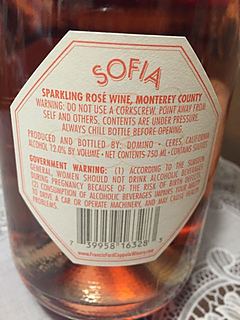 SOFIA
SPARKLING ROSÉ WINE, MONTEREY COUNTY
WARNING: DO NOT USE A CORKSCREW. POINT AWAY FROM
SELF AND OTHERS. CONTENTS ARE UNDER PRESSURE.
ALWAYS CHILL BOTTLE BEFORE OPENING.
PRODUCED AND BOTTLED BY: DOMINO • CERES, CALIFORNIA
ALCOHOL 12.0% BY VOLUME • NET CONTENTS 750 ML • CONTAINS SULFITES
GOVERNMENT WARNING: (1) ACCORDING TO THE SURGEON
GENERAL, WOMEN SHOULD NOT DRINK ALCOHOLIC BEVERAGES
DURING PREGNANCY BECAUSE OF THE RISK OF BIRTH DEFECTS.
(2) CONSUMPTION OF ALCOHOLIC BEVERAGES IMPAIRS YOUR ABILITY
TO DRIVE A CAR OR OPERATE MACHINERY, AND MAY CAUSE HEALTH
PROBLEMS.
7 39958 16328 3
www.FrancisFordCoppolaWinery.com